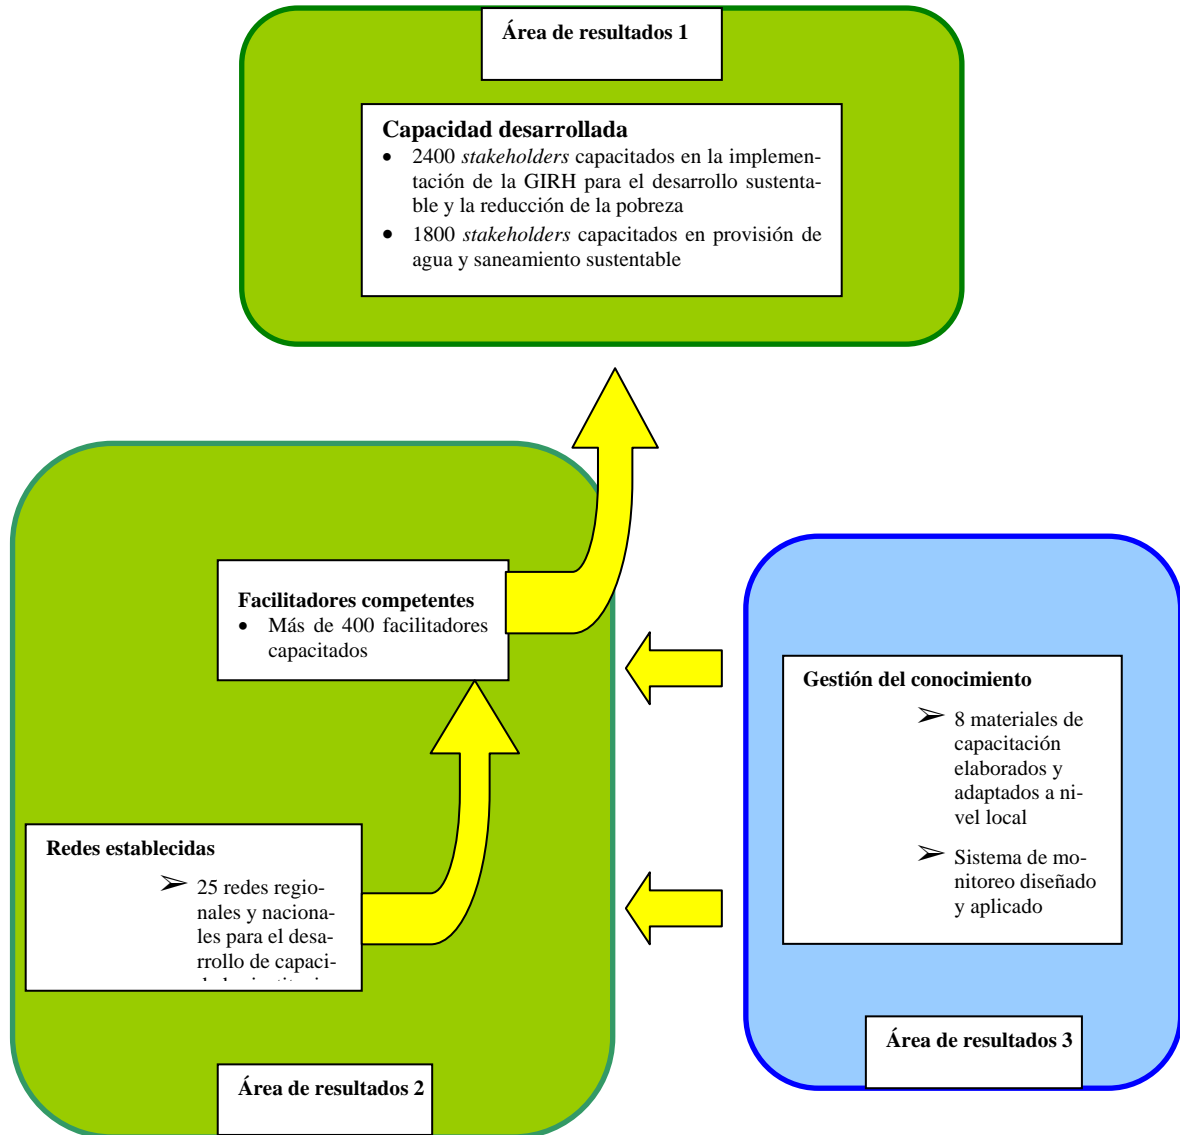 Área de resultados 1
Capacidad desarrollada
• 2400 stakeholders capacitados en la implemen-
tación de la GIRH para el desarrollo sustenta-
ble y la reducción de la pobreza
• 1800 stakeholders capacitados en provisión de
agua y saneamiento sustentable
Facilitadores competentes
• Más de 400 facilitadores
capacitados
Redes establecidas
➢ 25 redes regio-
nales y naciona-
les para el desa-
rrollo de capaci-
Área de resultados 2
Gestión del conocimiento
➢ 8 materiales de
capacitación
elaborados y
adaptados a ni-
vel local
➢ Sistema de mo-
nitoreo diseñado
y aplicado
Área de resultados 3